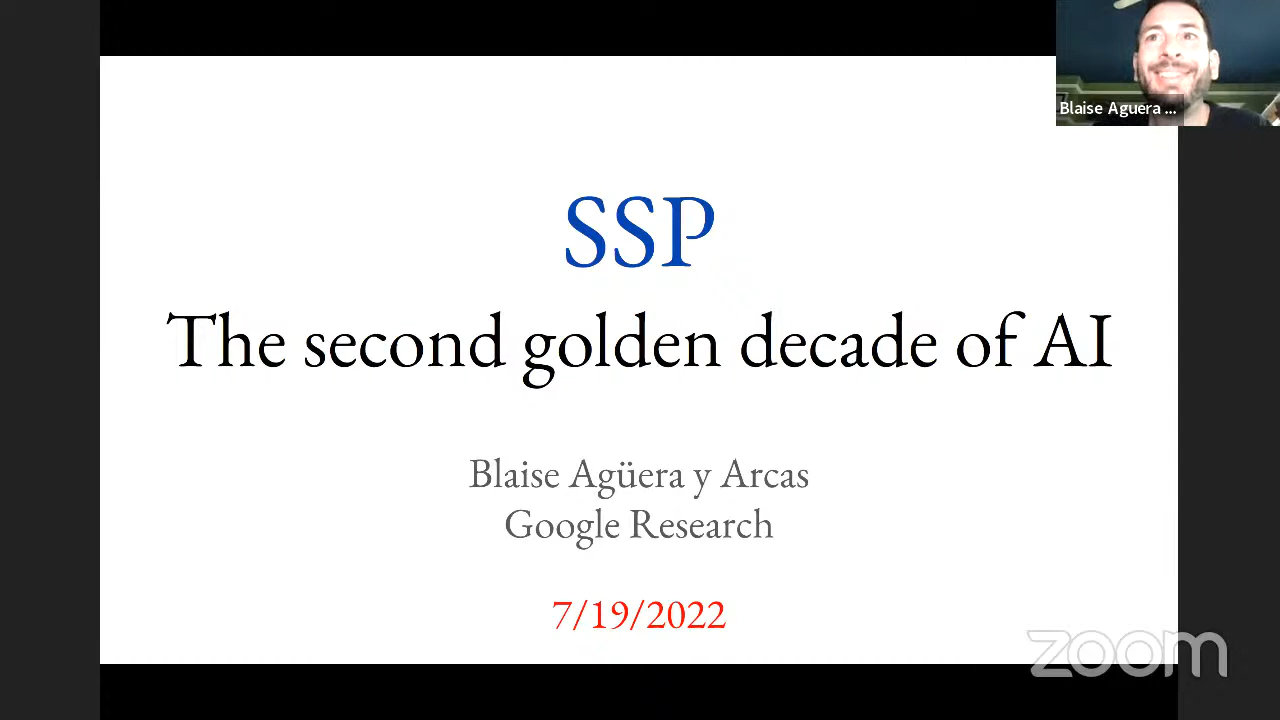 Blaise Aguera ...
SSP
The second golden decade of AI
Blaise Agüera y Arcas
Google Research
7/19/2022
zoom